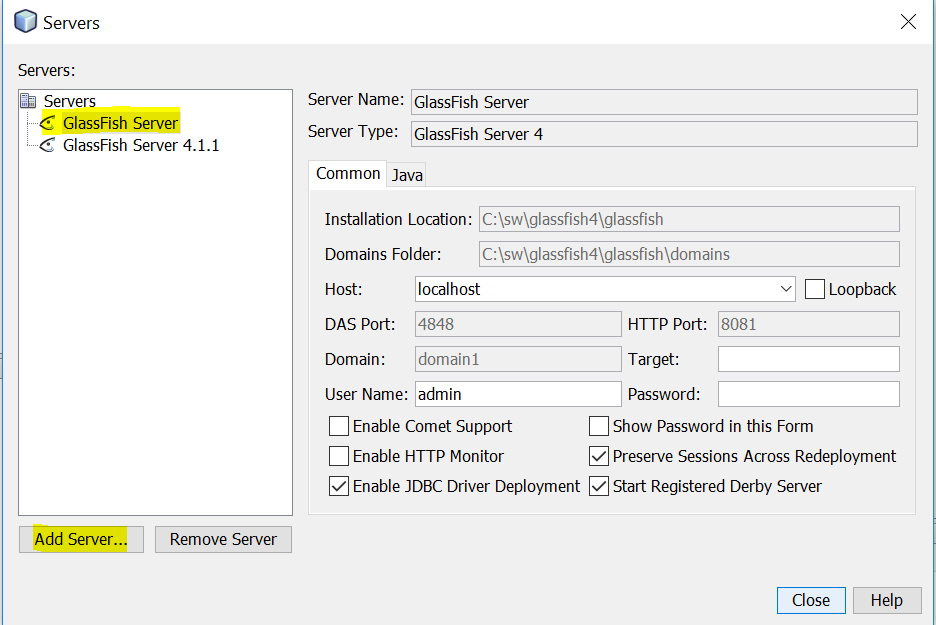 Servers
Servers:
Servers
GlassFish Server
GlassFish Server 4.1.1
Add Server...
Remove Server
Server Name: GlassFish Server
Server Type: GlassFish Server 4
Common Java
Installation Location: C:\sw\glassfish4\glassfish
Domains Folder: C:\sw\glassfish4\glassfish\domains
Host: localhost Loopback
DAS Port: 4848 HTTP Port: 8081
Domain: domain1 Target:
User Name: admin Password:
Enable Comet Support Show Password in this Form
Enable HTTP Monitor Preserve Sessions Across Redeployment
Enable JDBC Driver Deployment Start Registered Derby Server
Close Help